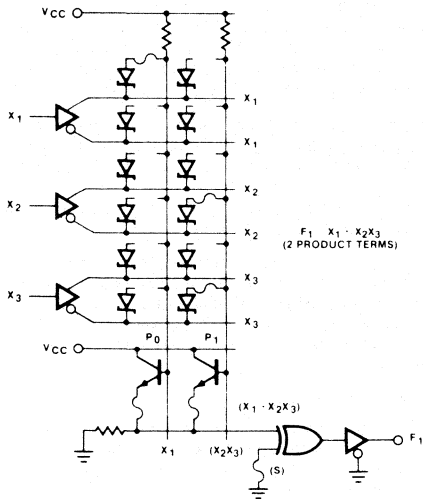 VCC
X1
X1
X1
X2
X2
X2
F1 X1 · X2X3
(2 PRODUCT TERMS)
X3
X3
X3
VCC
P0
P1
(X1 · X2X3)
F1
X1
(X2X3)
(S)